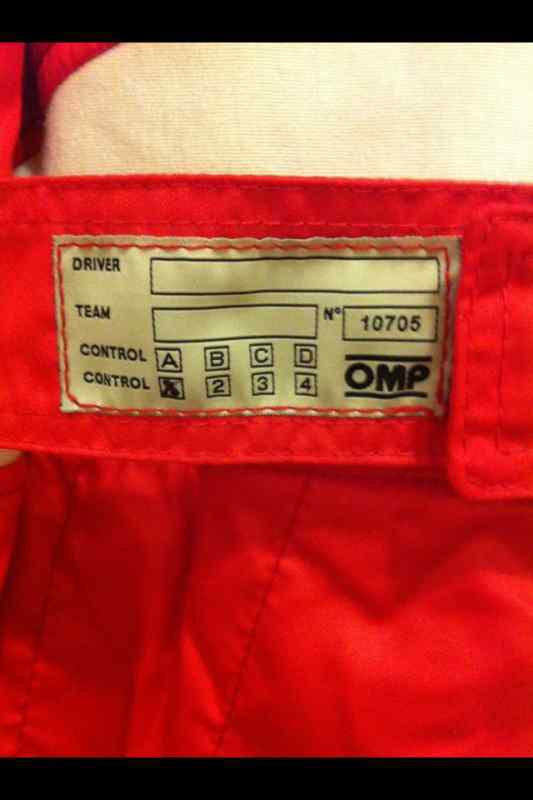 DRIVER
TEAM N° 10705
CONTROL A B C D
CONTROL 2 3 4
OMP